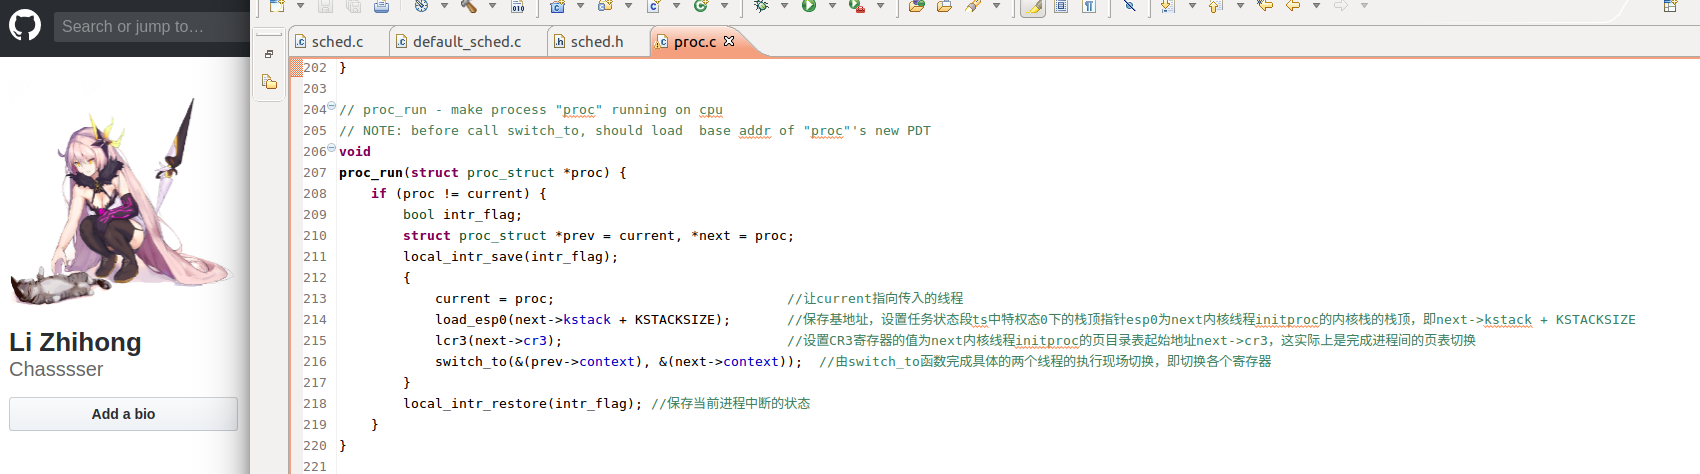 Search or jump to…
Li Zhihong
Chasssser
Add a bio
sched.c
default_sched.c
sched.h
proc.c
202 }
203
204 // proc_run - make process "proc" running on cpu
205 // NOTE: before call switch_to, should load  base addr of "proc"'s new PDT
206 void
207 proc_run(struct proc_struct *proc) {
208     if (proc != current) {
209         bool intr_flag;
210         struct proc_struct *prev = current, *next = proc;
211         local_intr_save(intr_flag);
212         {
213             current = proc;                             //让current指向传入的线程
214             load_esp0(next->kstack + KSTACKSIZE);       //保存基地址，设置任务状态段ts中特权态0下的栈顶指针esp0为next内核线程initproc的内核栈的栈顶，即next->kstack + KSTACKSIZE
215             lcr3(next->cr3);                            //设置CR3寄存器的值为next内核线程initproc的页目录表起始地址next->cr3，这实际上是完成进程间的页表切换
216             switch_to(&(prev->context), &(next->context));  //由switch_to函数完成具体的两个线程的执行现场切换，即切换各个寄存器
217         }
218         local_intr_restore(intr_flag); //保存当前进程中断的状态
219     }
220 }
221